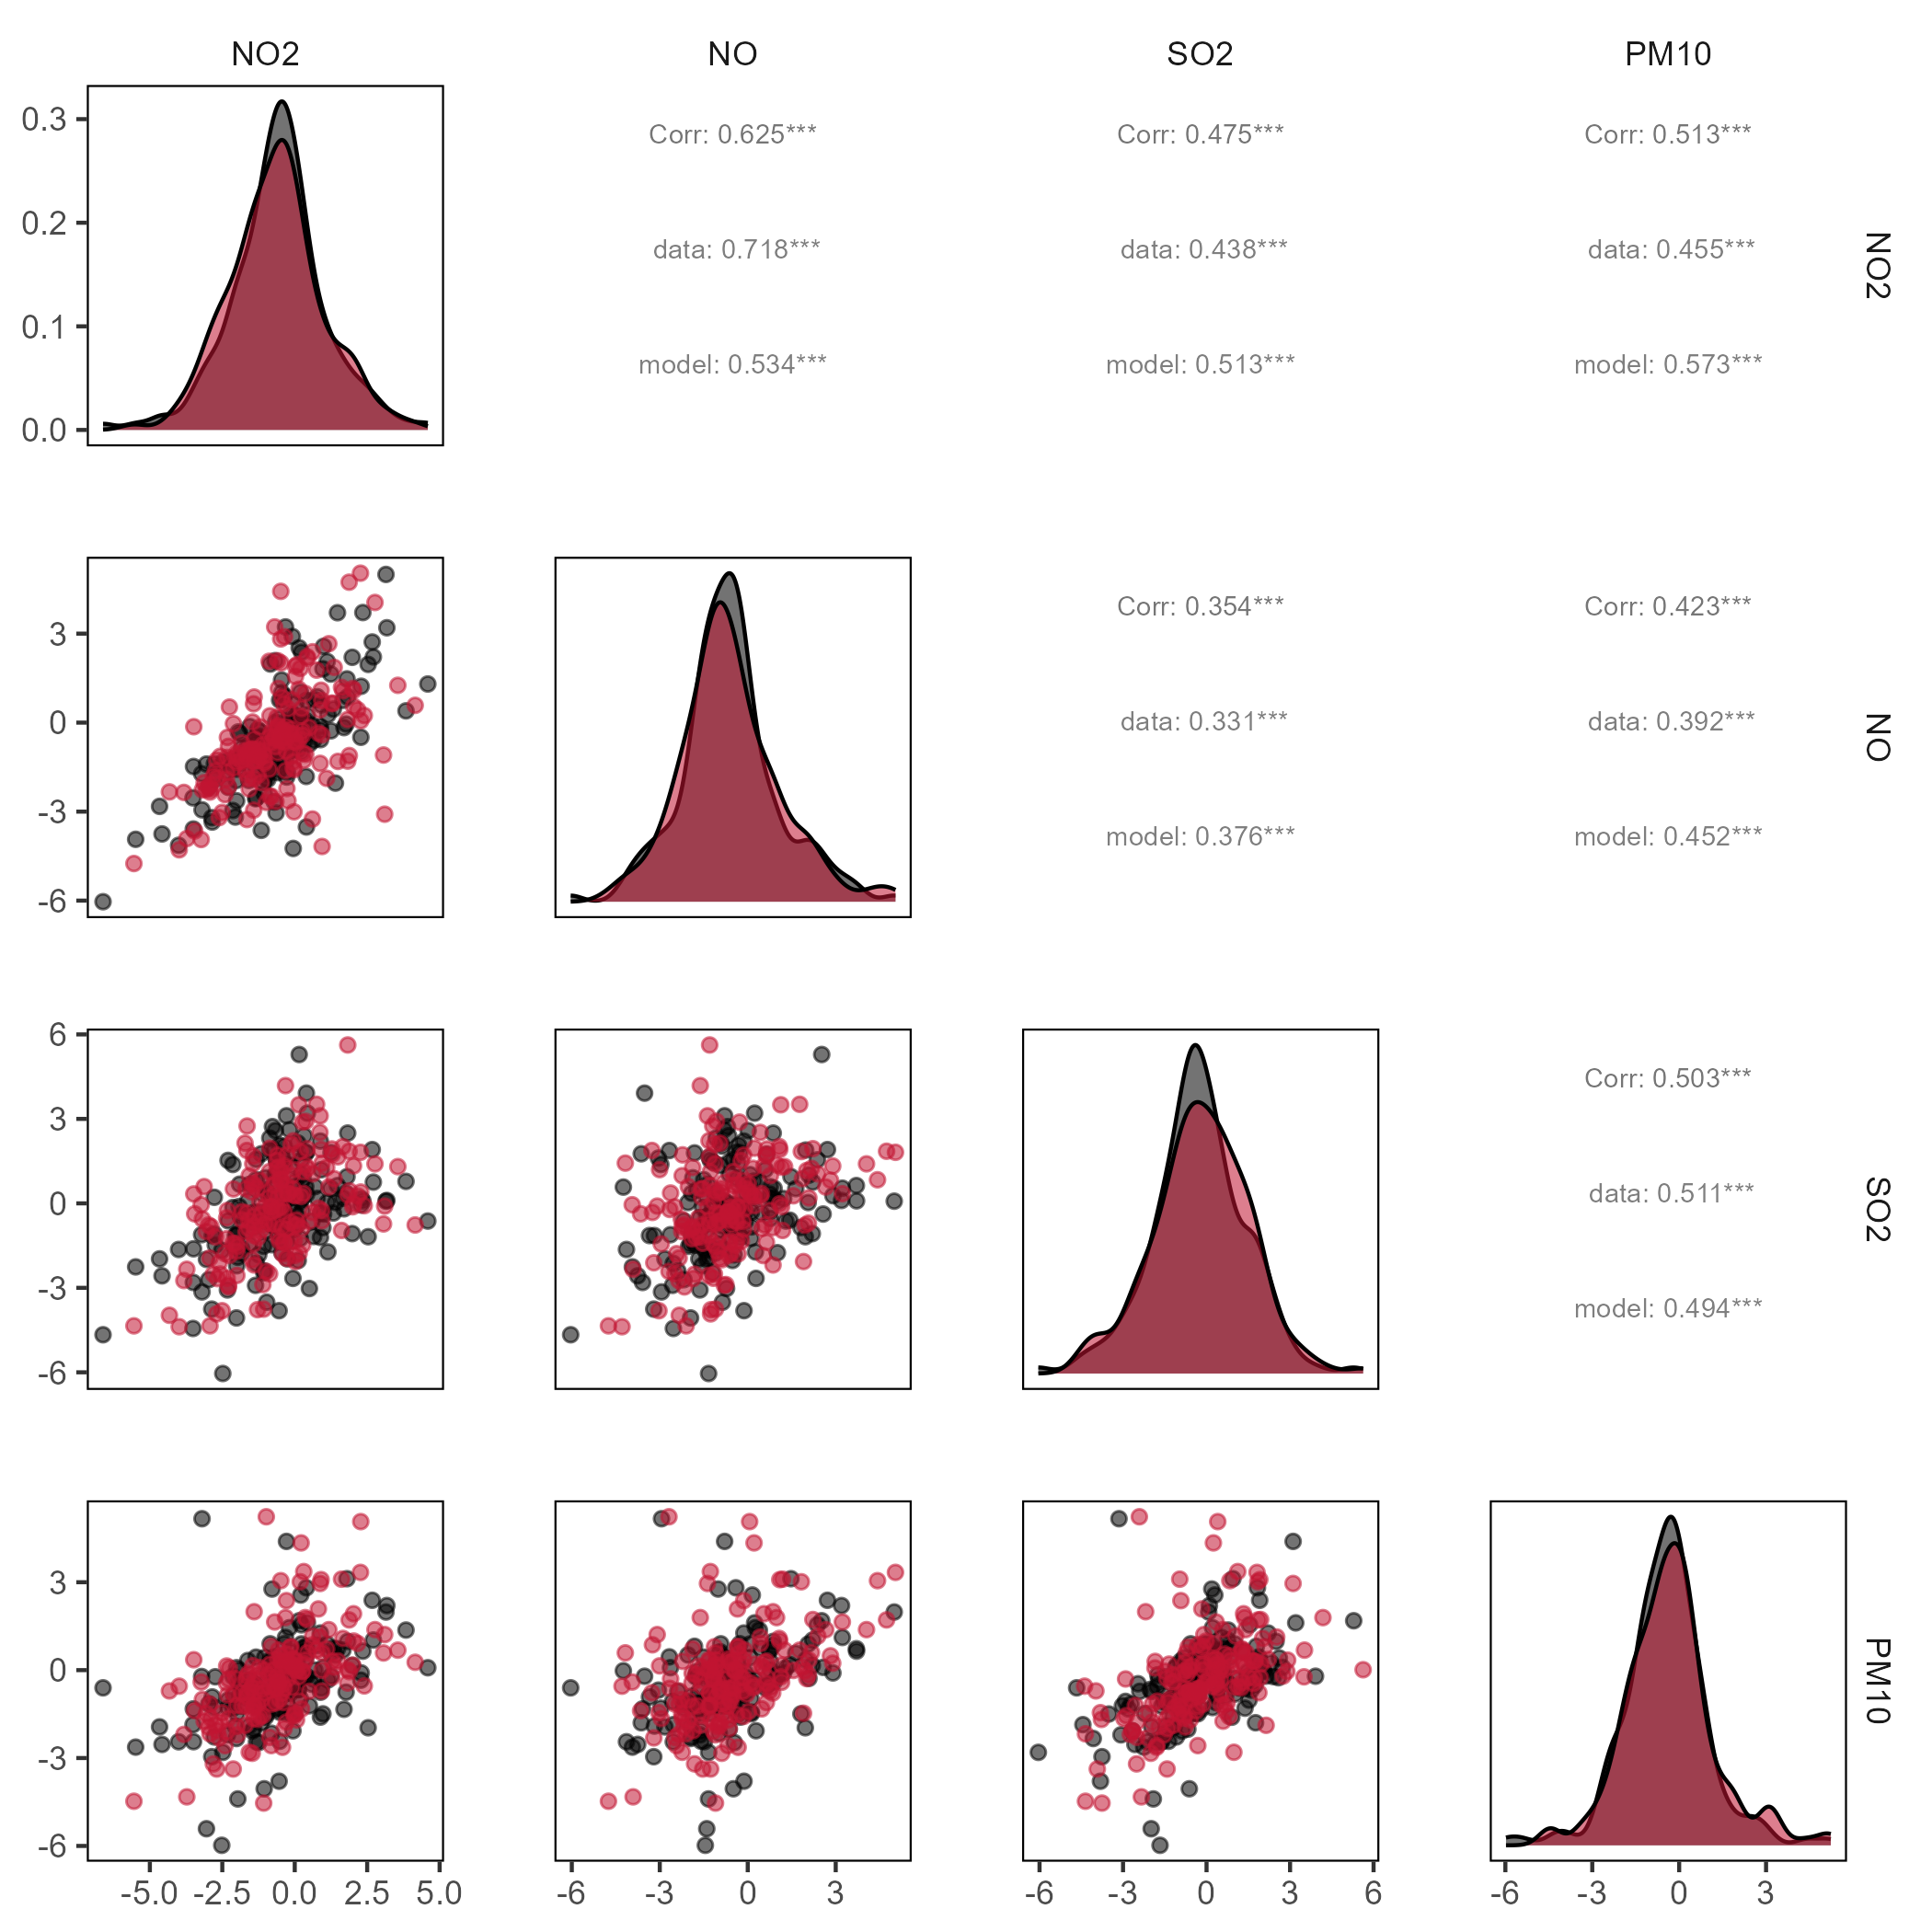 NO2 NO SO2 PM10
0.3
0.2
0.1
0.0
Corr: 0.625***
data: 0.718***
model: 0.534***
Corr: 0.475***
data: 0.438***
model: 0.513***
Corr: 0.513***
data: 0.455***
model: 0.573***
NO2
3
0
-3
-6
Corr: 0.354***
data: 0.331***
model: 0.376***
Corr: 0.423***
data: 0.392***
model: 0.452***
NO
6
3
0
-3
-6
Corr: 0.503***
data: 0.511***
model: 0.494***
SO2
3
0
-3
-6
PM10
-5.0 -2.5 0.0 2.5 5.0
-6 -3 0 3
-6 -3 0 3 6
-6 -3 0 3